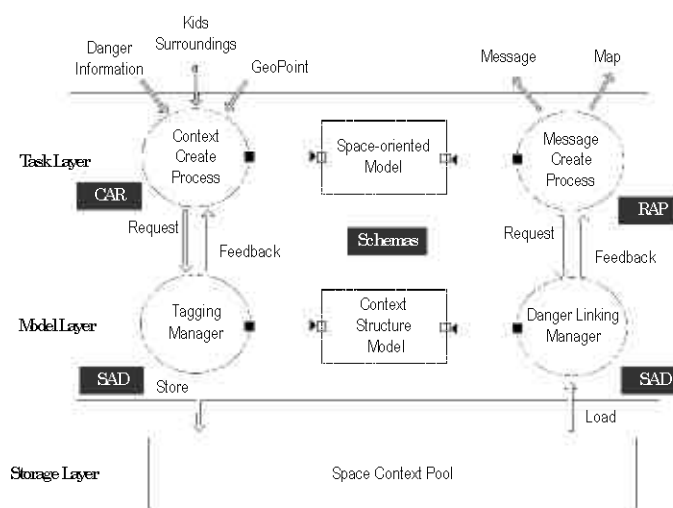 Kids
Surroundings
Danger
Information
GeoPoint
Message
Map
Task Layer
Context
Create
Process
Space-oriented
Model
Message
Create
Process
CAR
RAP
Request
Feedback
Schemas
Request
Feedback
Model Layer
Tagging
Manager
Context
Structure
Model
Danger Linking
Manager
SAD
Store
SAD
Load
Storage Layer
Space Context Pool